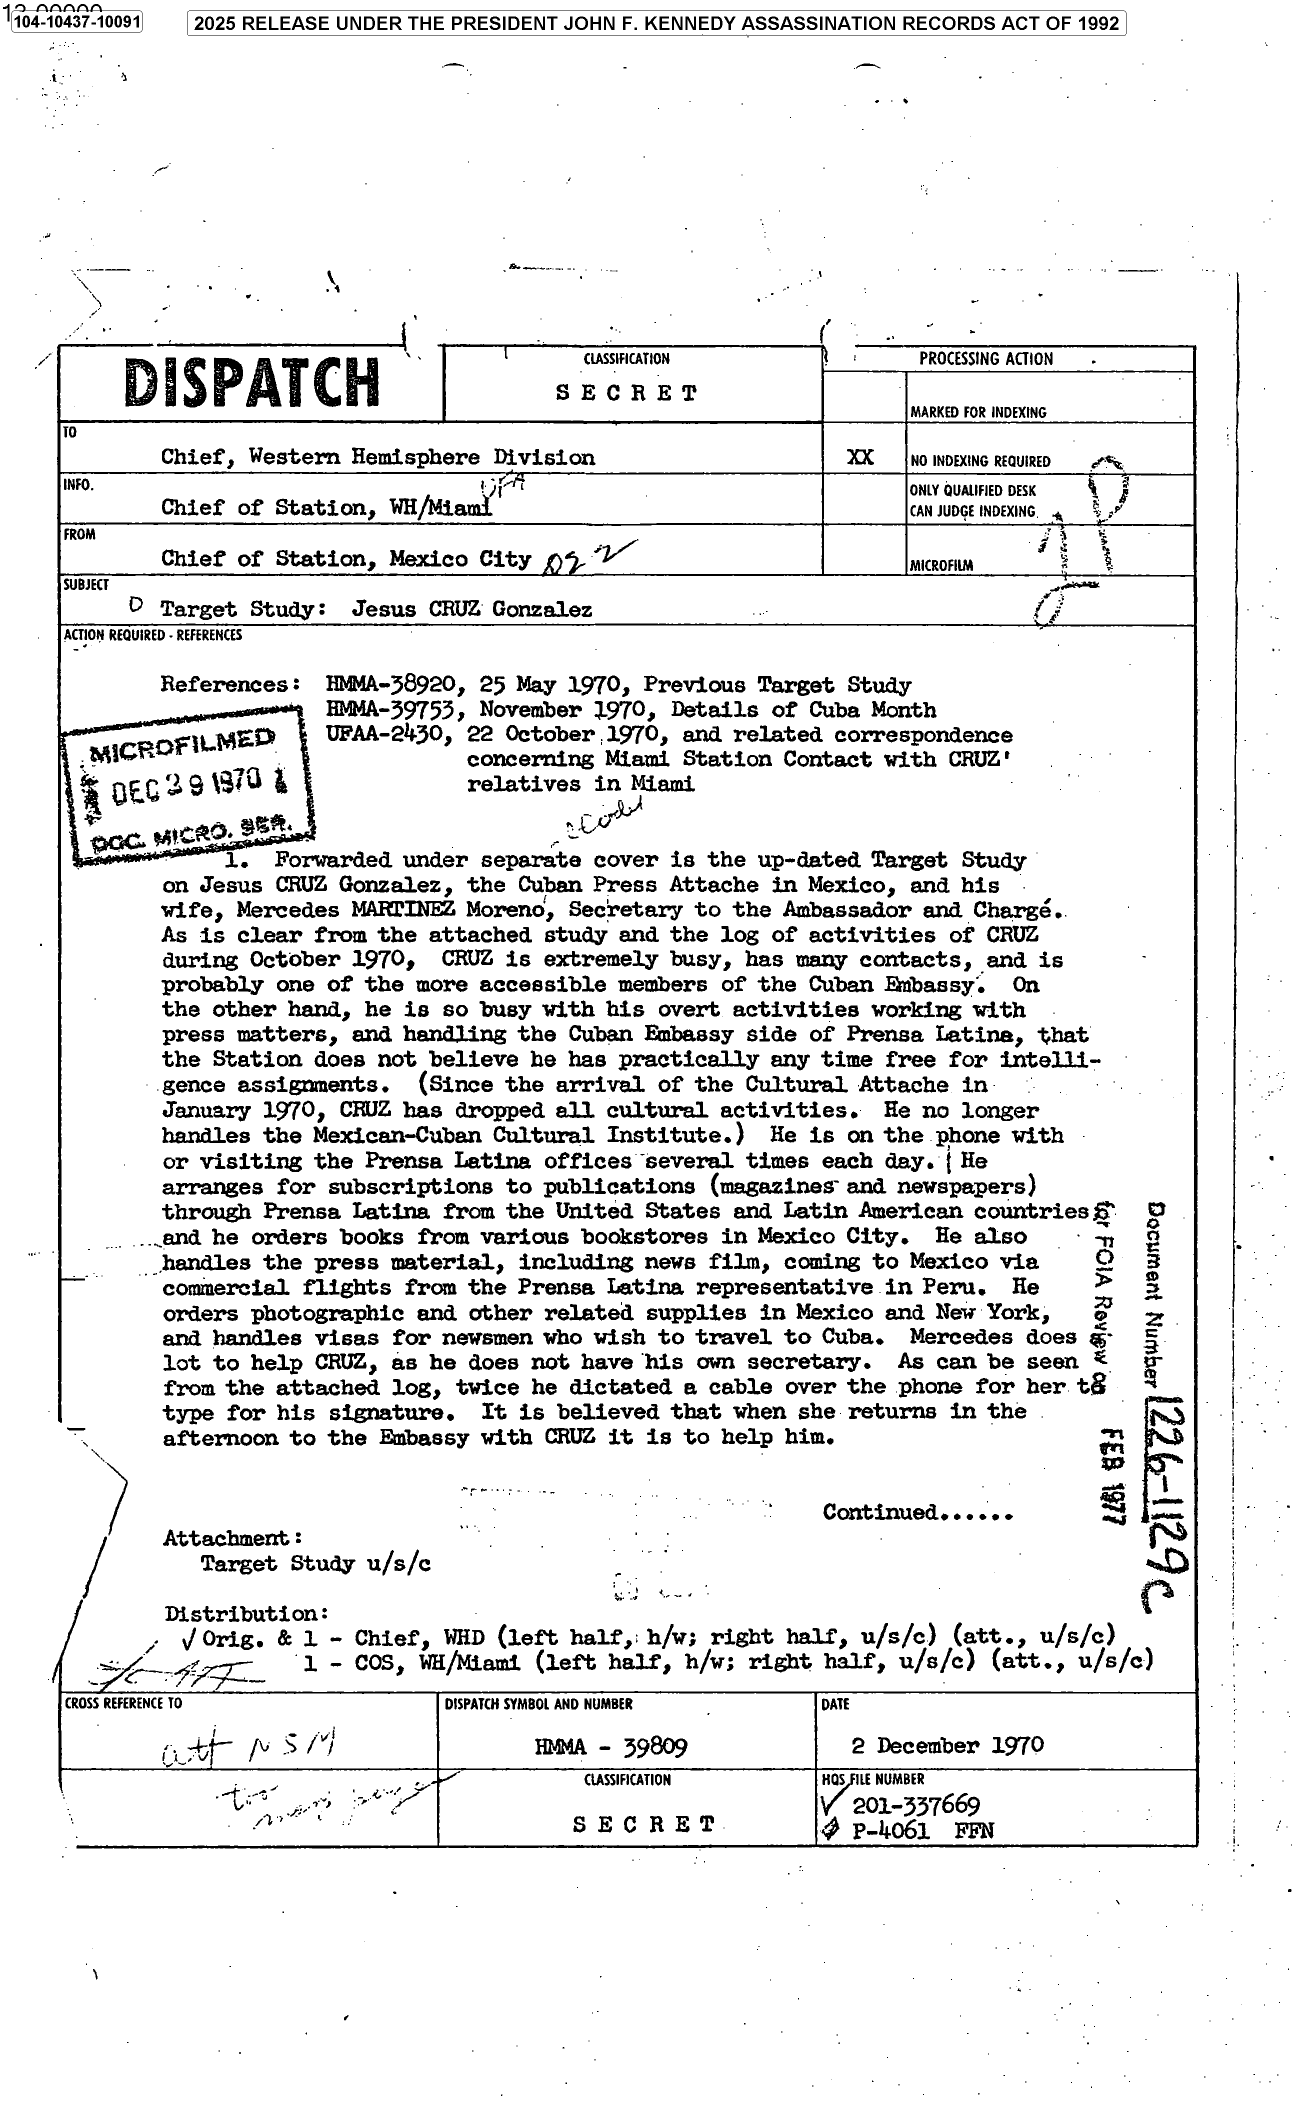 104-10437-10091
2025 RELEASE UNDER THE PRESIDENT JOHN F. KENNEDY ASSASSINATION RECORDS ACT OF 1992
DISPATCH
CLASSIFICATION
S E C R E T
PROCESSING ACTION
MARKED FOR INDEXING
TO
Chief, Western Hemisphere Division
XX
NO INDEXING REQUIRED
INFO.
UFA
Chief of Station, WH/Miami
ONLY QUALIFIED DESK
CAN JUDGE INDEXING
FROM
Chief of Station, Mexico City
MICROFILM
SUBJECT
Target Study: Jesus CRUZ Gonzalez
ACTION REQUIRED - REFERENCES
References: HMMA-38920, 25 May 1970, Previous Target Study
HMMA-39753, November 1970, Details of Cuba Month
UFAA-2430, 22 October 1970, and related correspondence
concerning Miami Station Contact with CRUZ'
relatives in Miami
MICROFILMED
DEC 1970
DOC. MICRO. SER.
1. Forwarded under separate cover is the up-dated Target Study
on Jesus CRUZ Gonzalez, the Cuban Press Attache in Mexico, and his
wife, Mercedes MARTINEZ Moreno, Secretary to the Ambassador and Chargé.
As is clear from the attached study and the log of activities of CRUZ
during October 1970, CRUZ is extremely busy, has many contacts, and is
probably one of the more accessible members of the Cuban Embassy. On
the other hand, he is so busy with his overt activities working with
press matters, and handling the Cuban Embassy side of Prensa Latina, that
the Station does not believe he has practically any time free for intelli-
gence assignments. (Since the arrival of the Cultural Attache in
January 1970, CRUZ has dropped all cultural activities. He no longer
handles the Mexican-Cuban Cultural Institute.) He is on the phone with
or visiting the Prensa Latina offices several times each day. He
arranges for subscriptions to publications (magazines and newspapers)
through Prensa Latina from the United States and Latin American countries
and he orders books from various bookstores in Mexico City. He also
handles the press material, including news film, coming to Mexico via
commercial flights from the Prensa Latina representative in Peru. He
orders photographic and other related supplies in Mexico and New York,
and handles visas for newsmen who wish to travel to Cuba. Mercedes does
lot to help CRUZ, as he does not have his own secretary. As can be seen
from the attached log, twice he dictated a cable over the phone for her to
type for his signature. It is believed that when she returns in the
afternoon to the Embassy with CRUZ it is to help him.
Document Number 1226-1129C
for FOIA Review on FEB 1977
Continued......
Attachment:
Target Study u/s/c
Distribution:
√ Orig. & 1 - Chief, WHD (left half, h/w; right half, u/s/c) (att., u/s/c)
1 - COS, WH/Miami (left half, h/w; right half, u/s/c) (att., u/s/c)
CROSS REFERENCE TO
att NSM
too many pages
DISPATCH SYMBOL AND NUMBER
HMMA - 39809
DATE
2 December 1970
CLASSIFICATION
S E C R E T
HQS FILE NUMBER
201-337669
P-4061 FFN